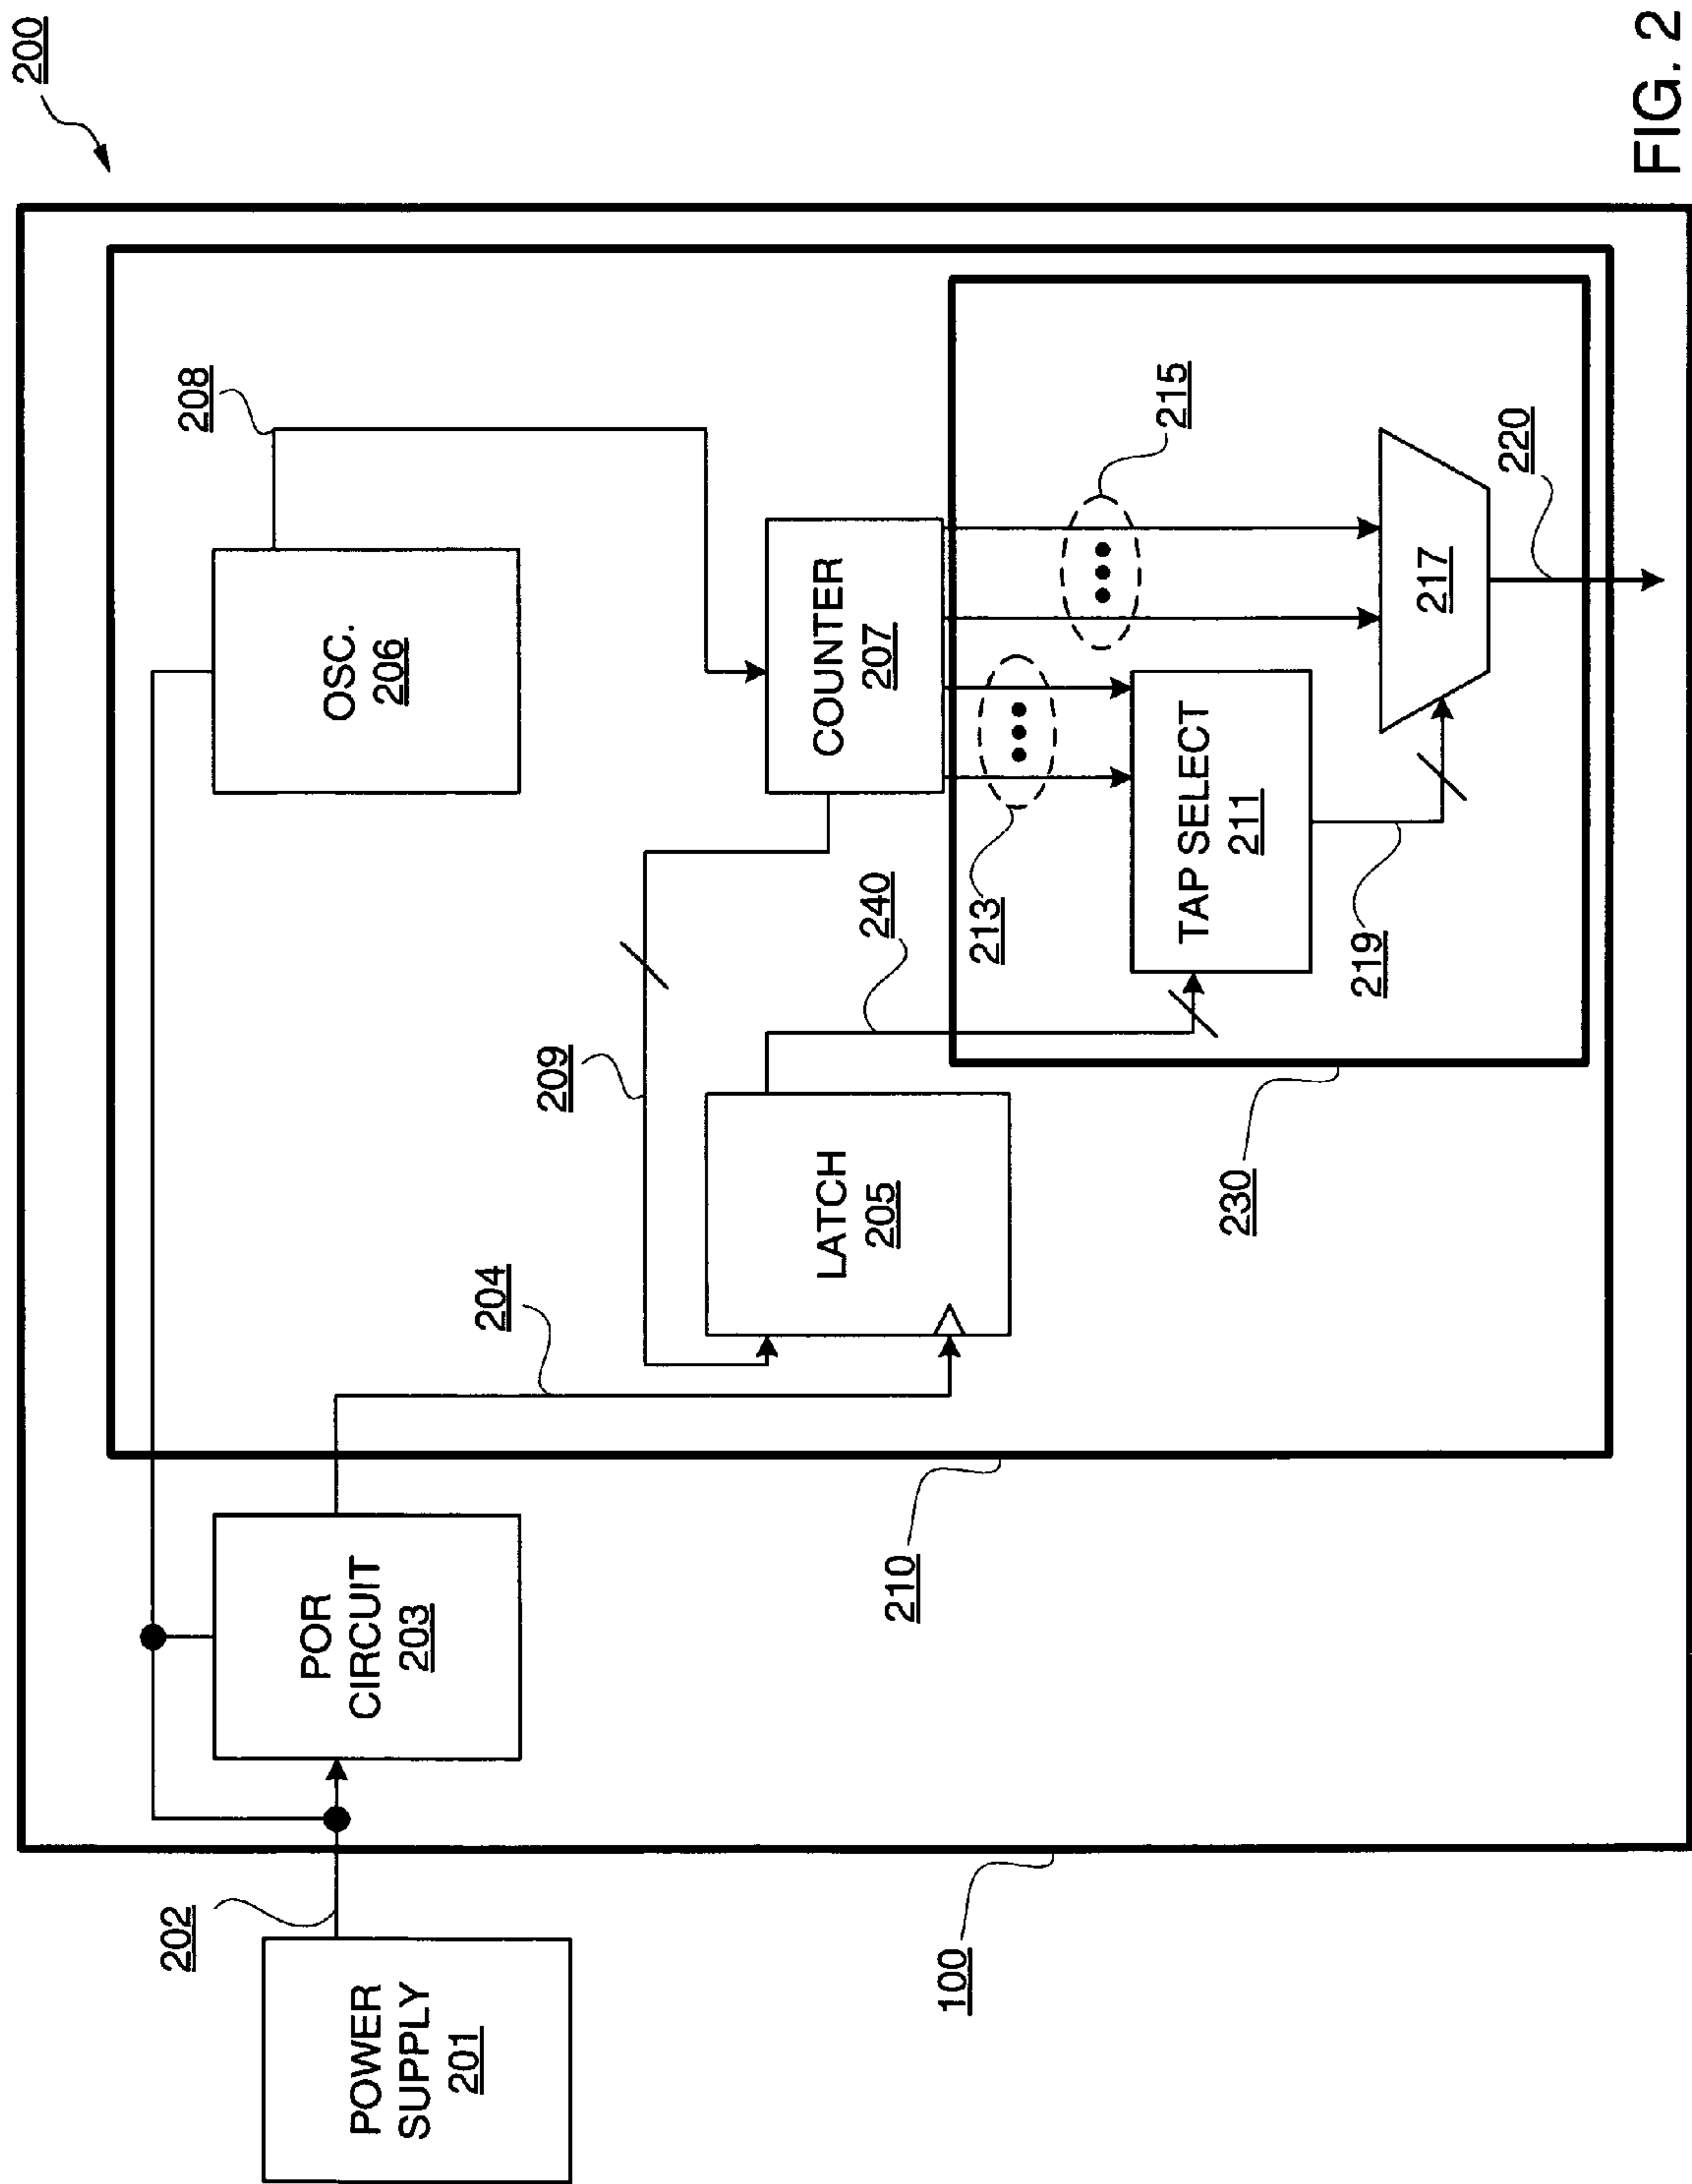 200
POWER
SUPPLY
201
202
POR
CIRCUIT
203
OSC.
206
208
204
209
LATCH
205
240
COUNTER
207
213
215
TAP SELECT
211
217
219
220
230
210
100
FIG. 2